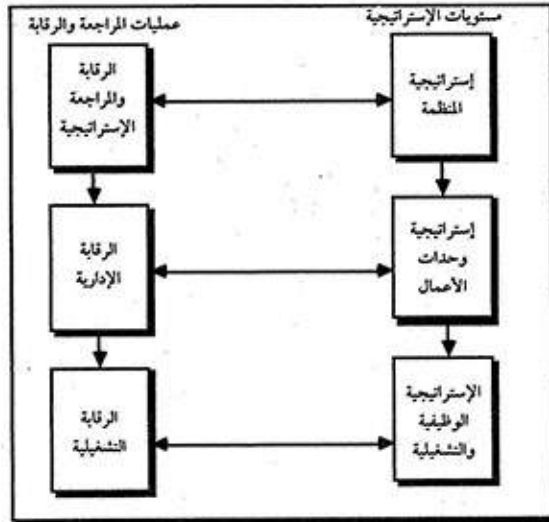 مستويات الإستراتيجية
عمليات المراجعة والرقابة
إستراتيجية
المنظمة
الرقابة
والمراجعة
الإستراتيجية
إستراتيجية
وحدات
الأعمال
الرقابة
الإدارية
الإستراتيجية
الوظيفية
والتشغيلية
الرقابة
التشغيلية